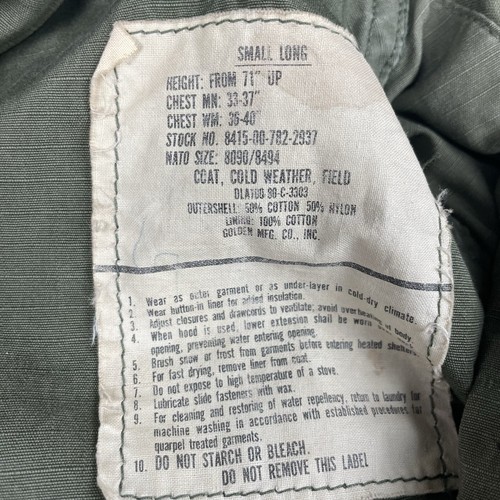 SMALL LONG
HEIGHT: FROM 71" UP
CHEST MN: 33-37"
CHEST WM: 36-40"
STOCK NO. 8415-00-782-2937
NATO SIZE: 8090/8494
COAT, COLD WEATHER, FIELD
DLA100-80-C-3303
OUTERSHELL: 50% COTTON 50% NYLON
LINING: 100% COTTON
GOLDEN MFG. CO., INC.
1. Wear as outer garment or as under-layer in cold-dry climate.
2. Wear button-in liner for added insulation.
3. Adjust closures and drawcords to ventilate; avoid overheating of body.
4. When hood is used, lower extension shall be worn
opening, preventing water entering opening.
5. Brush snow or frost from garments before entering heated shelters.
6. For fast drying, remove liner from coat.
7. Do not expose to high temperature of a stove.
8. Lubricate slide fasteners with wax.
9. For cleaning and restoring of water repellency, return to laundry for
machine washing in accordance with established procedures for
quarpel treated garments.
10. DO NOT STARCH OR BLEACH.
DO NOT REMOVE THIS LABEL